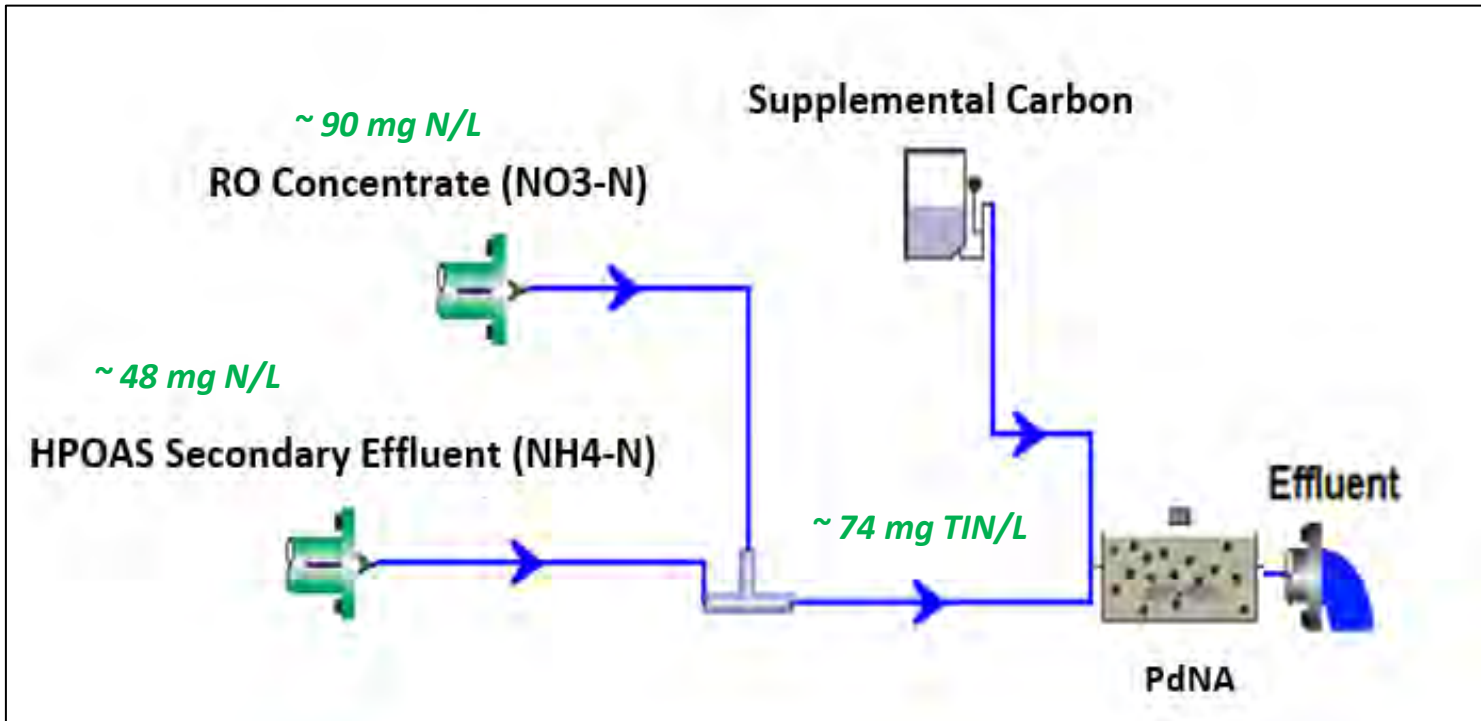 Supplemental Carbon
~ 90 mg N/L
RO Concentrate (NO3-N)
~ 48 mg N/L
HPOAS Secondary Effluent (NH4-N)
~ 74 mg TIN/L
Effluent
PdNA